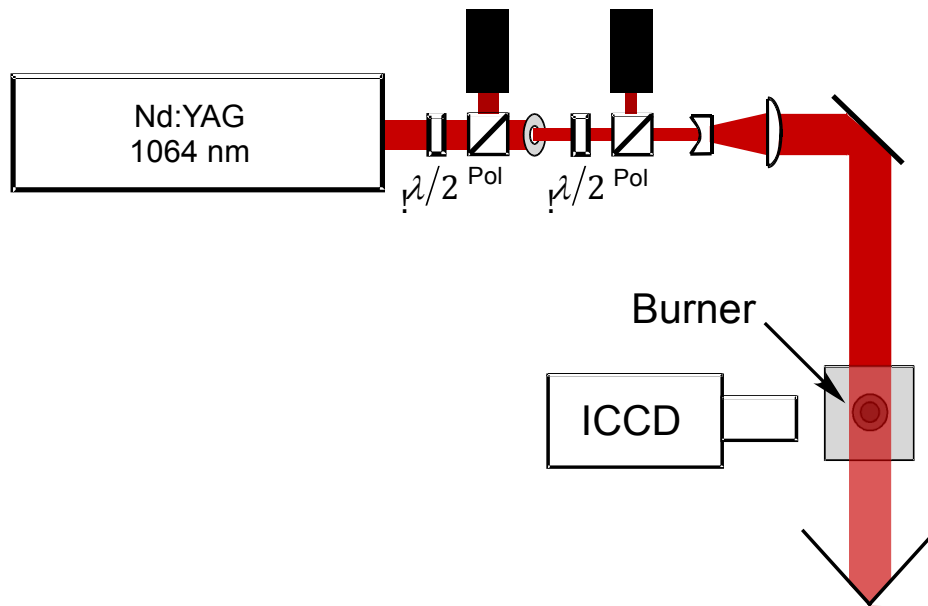 Nd:YAG
1064 nm
!λ/2 Pol
!λ/2 Pol
Burner
ICCD